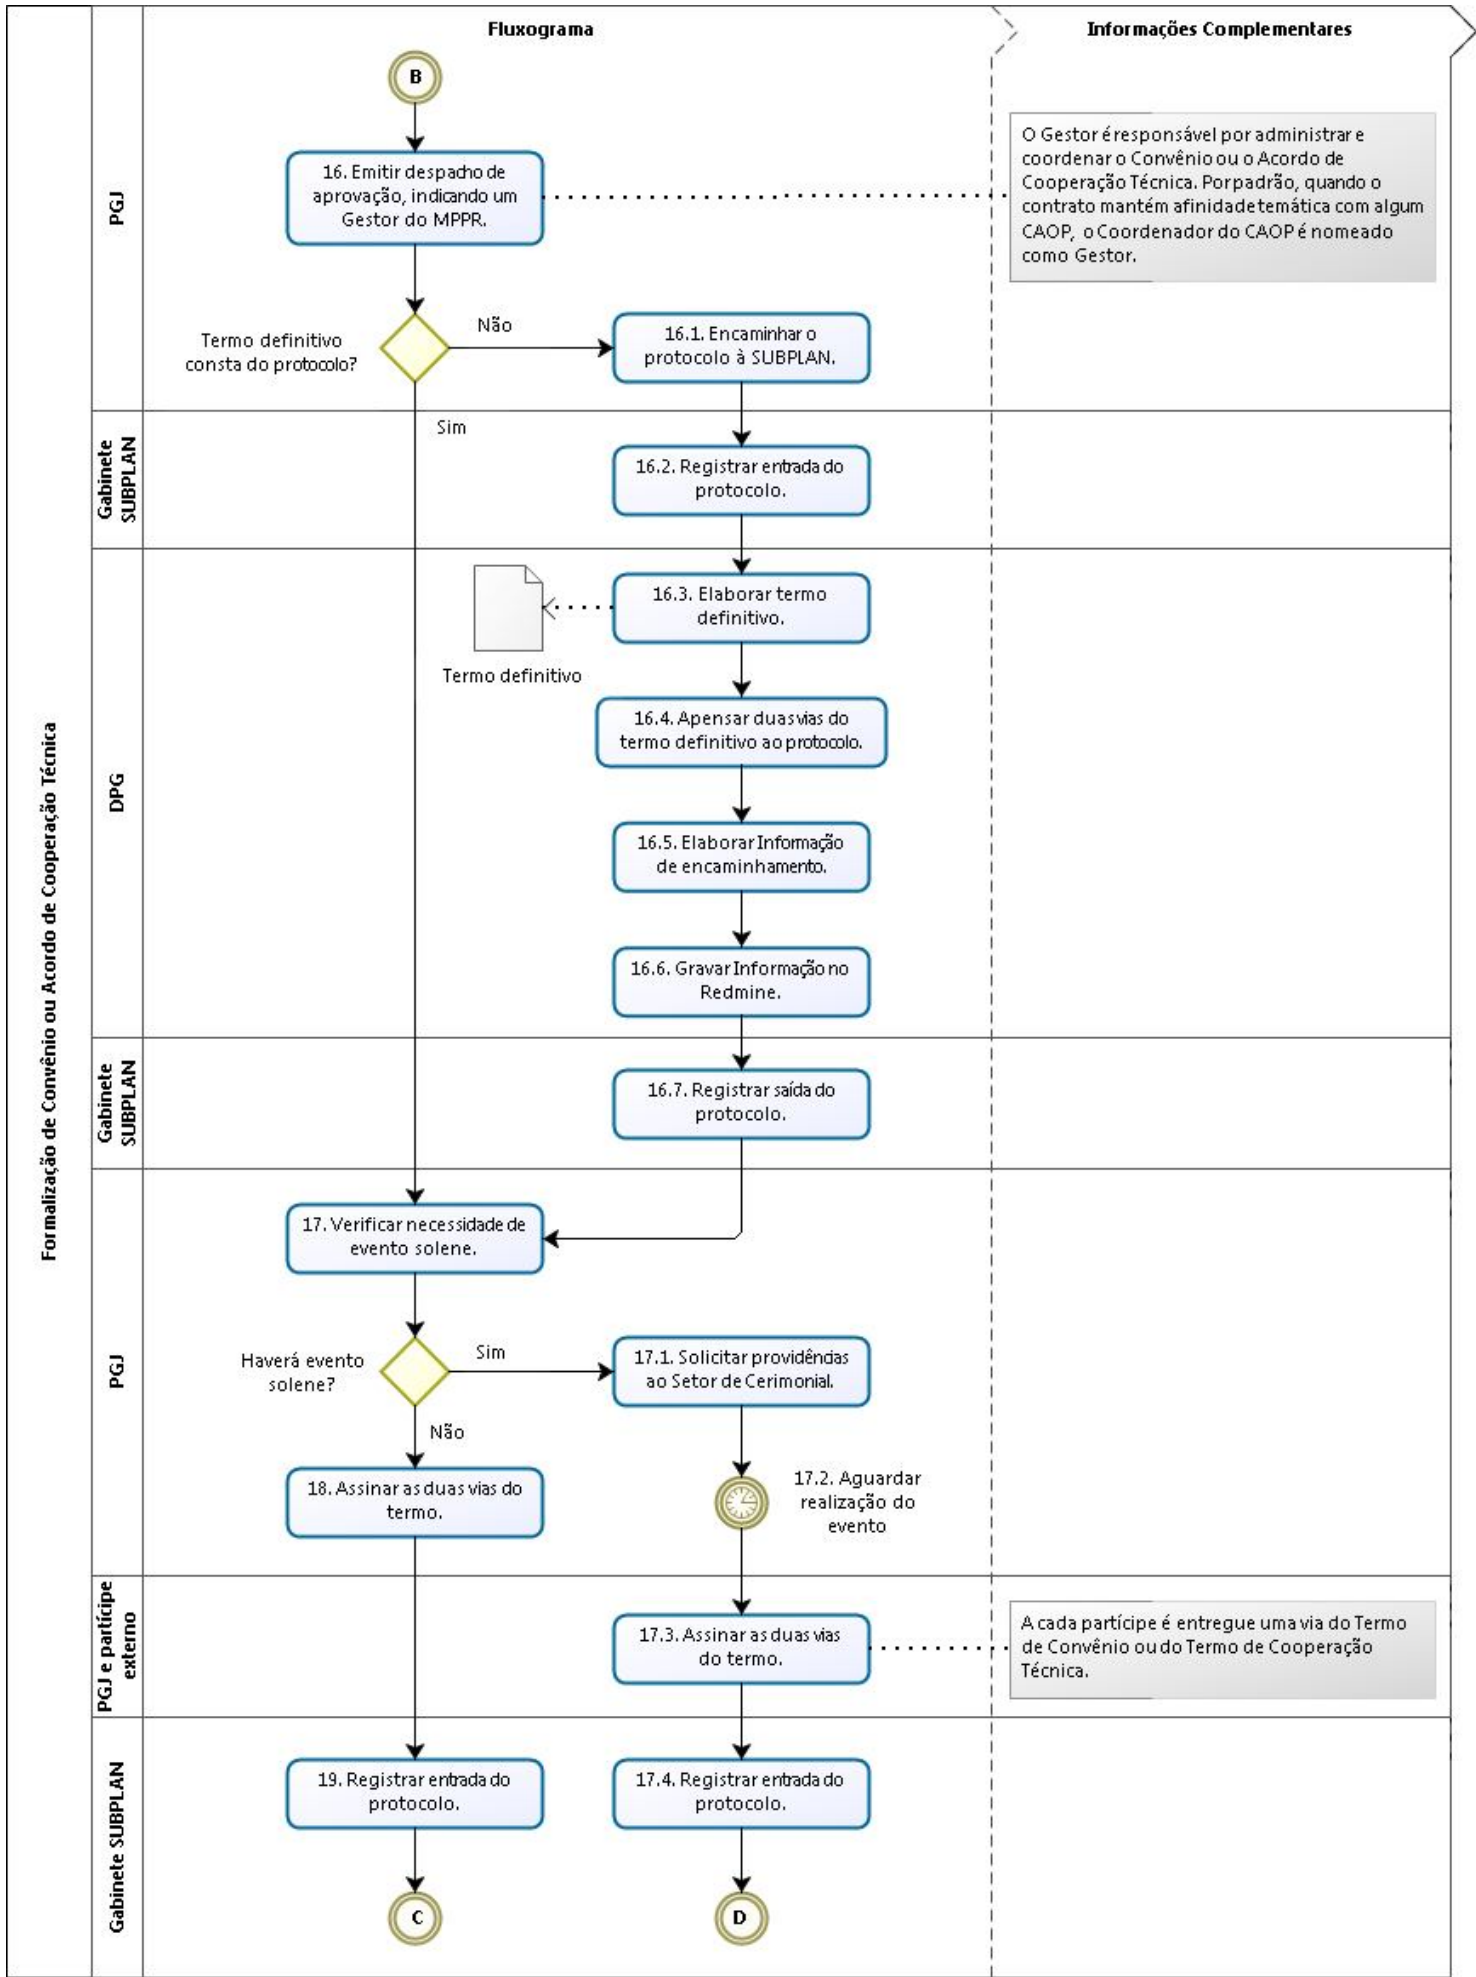 Fluxograma
Informações Complementares
Formalização de Convênio ou Acordo de Cooperação Técnica
PGJ
B
16. Emitir despacho de
aprovação, indicando um
Gestor do MPPR.
O Gestor é responsável por administrar e
coordenar o Convênio ou o Acordo de
Cooperação Técnica. Por padrão, quando o
contrato mantém afinidade temática com algum
CAOP, o Coordenador do CAOP é nomeado
como Gestor.
Termo definitivo
consta do protocolo?
Não
16.1. Encaminhar o
protocolo à SUBPLAN.
Sim
Gabinete
SUBPLAN
16.2. Registrar entrada do
protocolo.
DPG
16.3. Elaborar termo
definitivo.
Termo definitivo
16.4. Apensar duas vias do
termo definitivo ao protocolo.
16.5. Elaborar Informação
de encaminhamento.
16.6. Gravar Informação no
Redmine.
Gabinete
SUBPLAN
16.7. Registrar saída do
protocolo.
PGJ
17. Verificar necessidade de
evento solene.
Haverá evento
solene?
Sim
17.1. Solicitar providências
ao Setor de Cerimonial.
Não
18. Assinar as duas vias do
termo.
17.2. Aguardar
realização do
evento
PGJ e partícipe
externo
17.3. Assinar as duas vias
do termo.
A cada partícipe é entregue uma via do Termo
de Convênio ou do Termo de Cooperação
Técnica.
Gabinete SUBPLAN
19. Registrar entrada do
protocolo.
17.4. Registrar entrada do
protocolo.
C
D